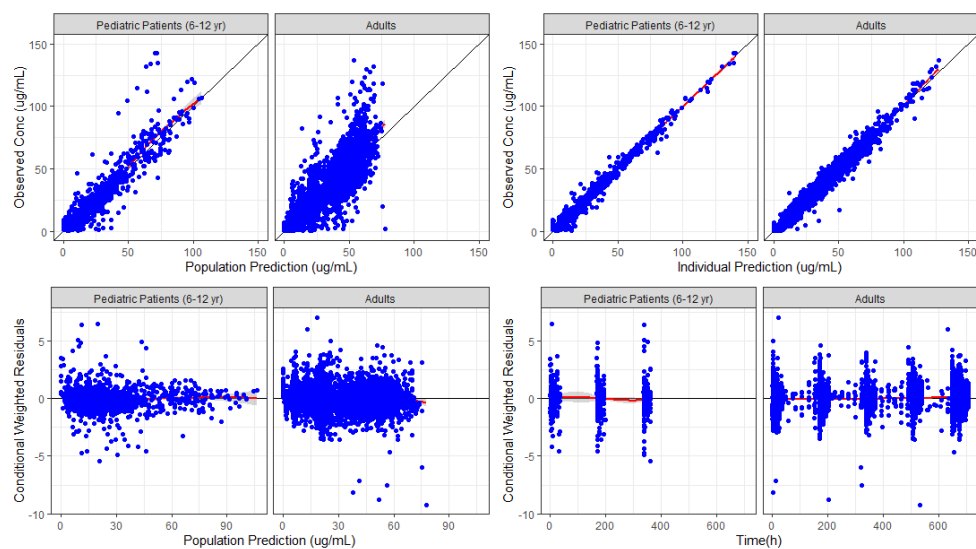 Pediatric Patients (6-12 yr)
Adults
Observed Conc (ug/mL)
150
100
50
0
0 50 100 150
0 50 100 150
Population Prediction (ug/mL)
Pediatric Patients (6-12 yr)
Adults
Observed Conc (ug/mL)
150
100
50
0
0 50 100 150
0 50 100 150
Individual Prediction (ug/mL)
Pediatric Patients (6-12 yr)
Adults
Conditional Weighted Residuals
5
0
-5
-10
0 30 60 90
0 30 60 90
Population Prediction (ug/mL)
Pediatric Patients (6-12 yr)
Adults
Conditional Weighted Residuals
5
0
-5
-10
0 200 400 600
0 200 400 600
Time(h)